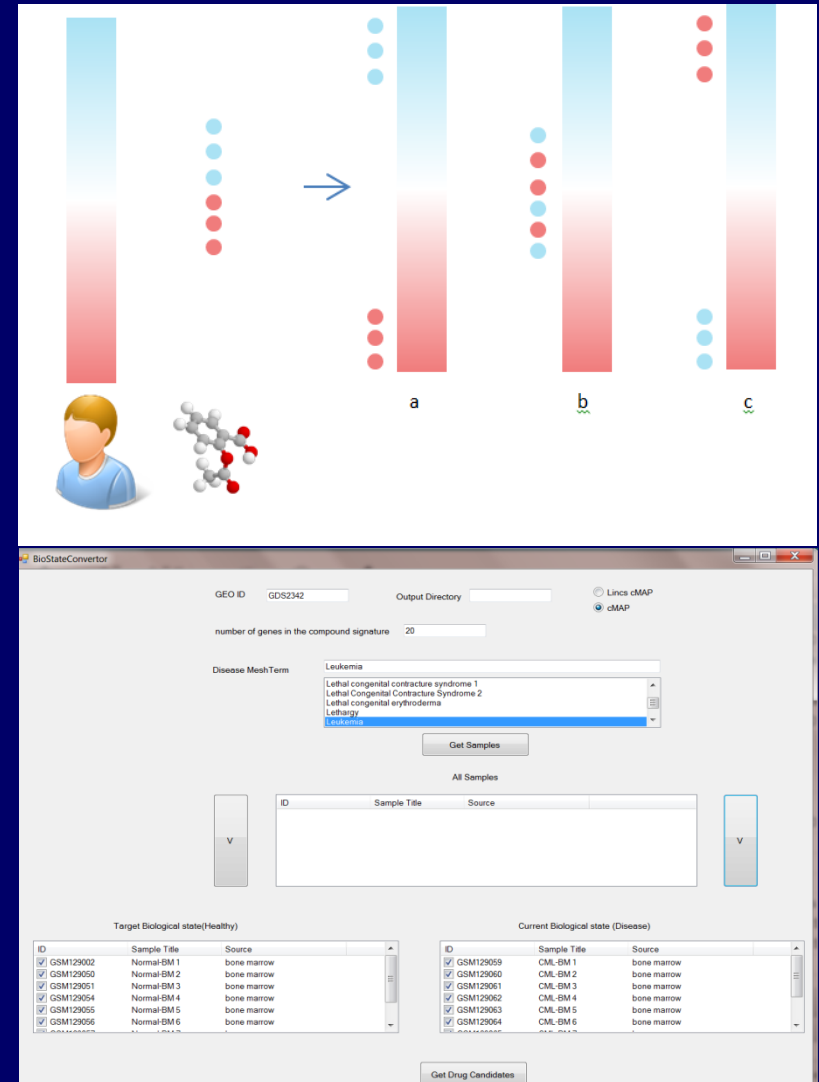 a b c
BioStateConvertor
GEO ID GDS2342 Output Directory Lincs cMAP
cMAP
number of genes in the compound signature 20
Disease MeshTerm Leukemia
Lethal congenital contracture syndrome 1
Lethal Congenital Contracture Syndrome 2
Lethal congenital erythroderma
Lethargy
Leukemia
Get Samples
All Samples
ID Sample Title Source
V V
Target Biological state(Healthy) Current Biological state (Disease)
ID Sample Title Source ID Sample Title Source
GSM129002 Normal-BM 1 bone marrow GSM129059 CML-BM 1 bone marrow
GSM129050 Normal-BM 2 bone marrow GSM129060 CML-BM 2 bone marrow
GSM129051 Normal-BM 3 bone marrow GSM129061 CML-BM 3 bone marrow
GSM129054 Normal-BM 4 bone marrow GSM129062 CML-BM 4 bone marrow
GSM129055 Normal-BM 5 bone marrow GSM129063 CML-BM 5 bone marrow
GSM129056 Normal-BM 6 bone marrow GSM129064 CML-BM 6 bone marrow
Get Drug Candidates